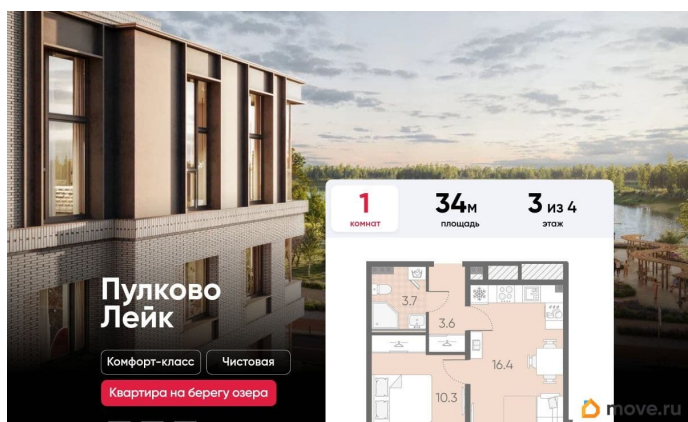 1
комнат
34м
площадь
3 из 4
этаж
Пулково
Лейк
Комфорт-класс
Чистовая
Квартира на берегу озера
3.7
3.6
16.4
10.3
move.ru